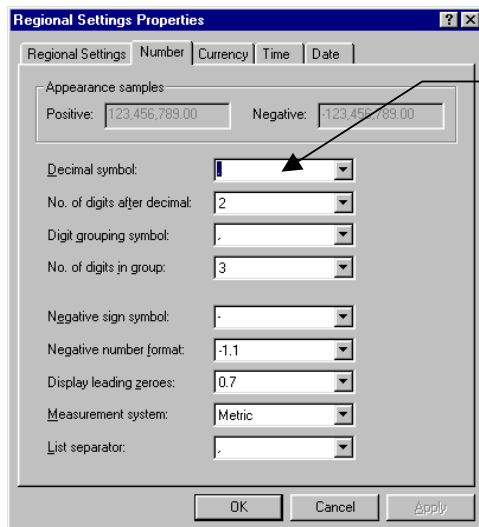 Regional Settings Properties
Regional Settings Number Currency Time Date
Appearance samples
Positive: 123,456,789.00 Negative: -123,456,789.00
Decimal symbol: .
No. of digits after decimal: 2
Digit grouping symbol: ,
No. of digits in group: 3
Negative sign symbol: -
Negative number format: -1.1
Display leading zeroes: 0.7
Measurement system: Metric
List separator: ,
OK Cancel Apply